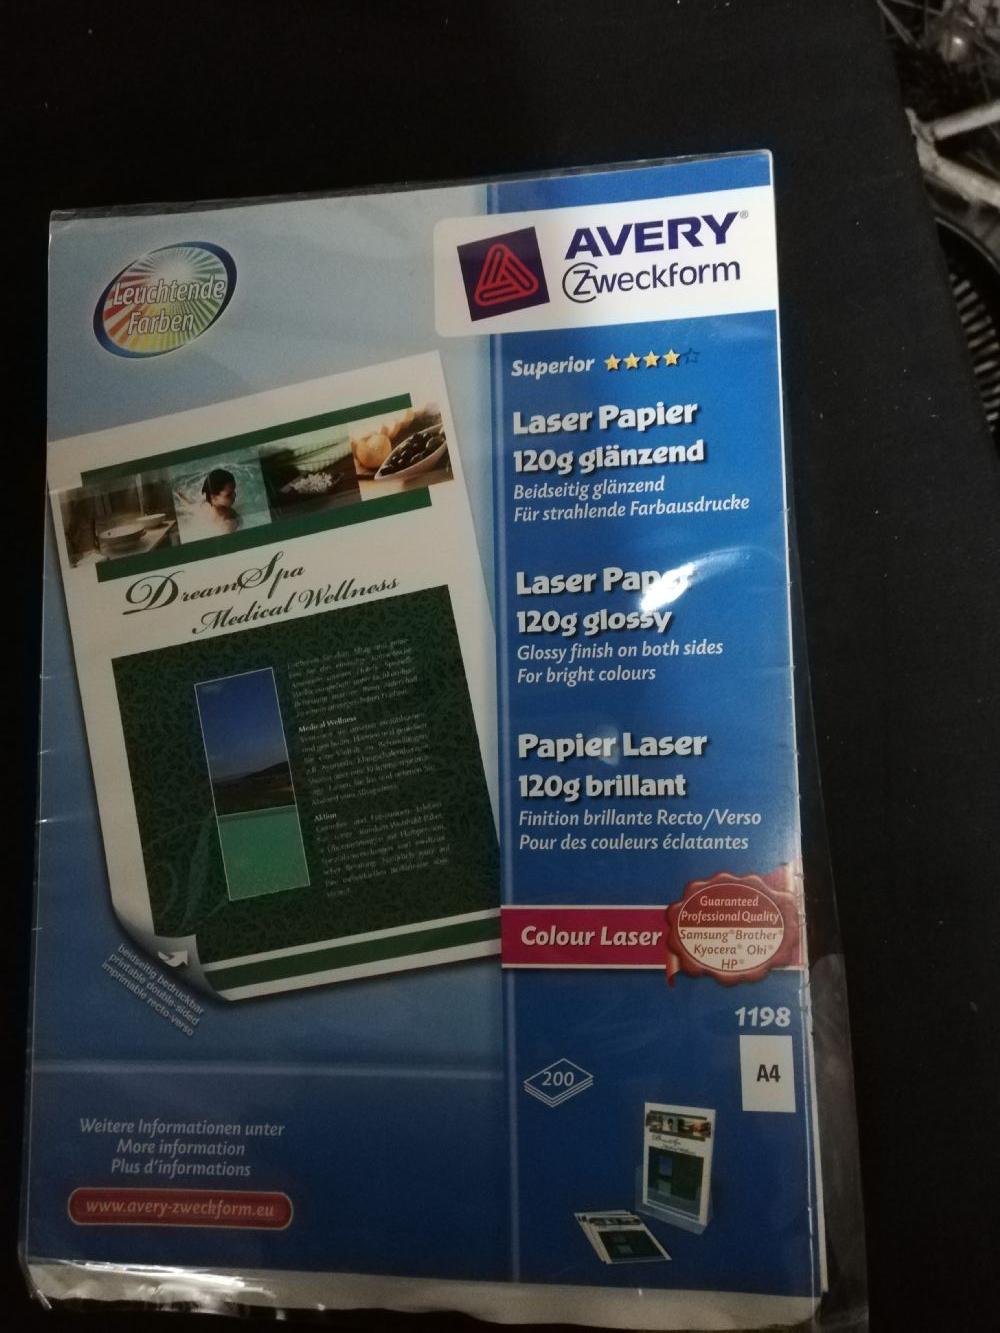 AVERY®
Zweckform
Leuchtende
Farben
Superior
Laser Papier
120g glänzend
Beidseitig glänzend
Für strahlende Farbausdrucke
Laser Paper
120g glossy
Glossy finish on both sides
For bright colours
Papier Laser
120g brillant
Finition brillante Recto/Verso
Pour des couleurs éclatantes
DreamSpa
Medical Wellness
Medical Wellness
Aktion
Colour Laser
Guaranteed
Professional Quality
Samsung® Brother®
Kyocera® Oki®
HP®
beidseitig bedruckbar
printable double-sided
imprimable recto-verso
1198
A4
200
Weitere Informationen unter
More information
Plus d'informations
www.avery-zweckform.eu